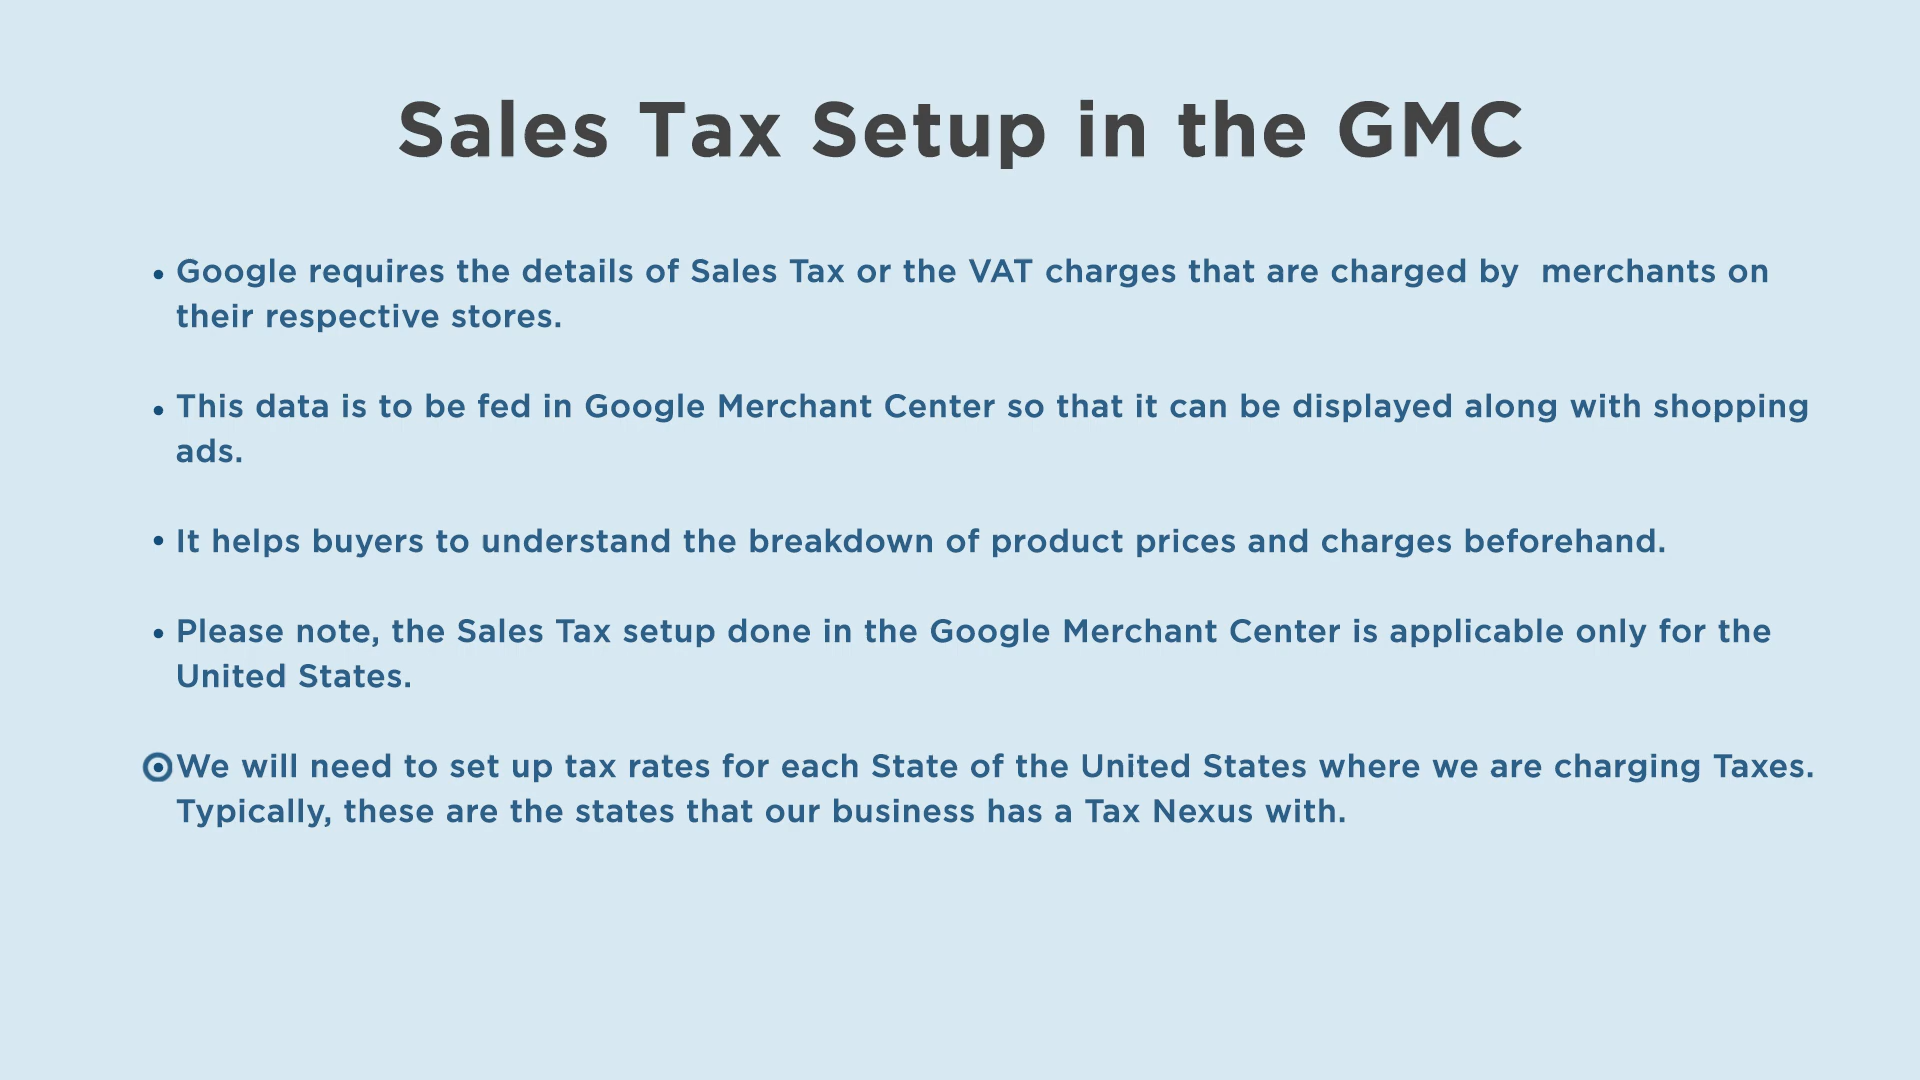 Sales Tax Setup in the GMC
• Google requires the details of Sales Tax or the VAT charges that are charged by  merchants on
their respective stores.
• This data is to be fed in Google Merchant Center so that it can be displayed along with shopping
ads.
• It helps buyers to understand the breakdown of product prices and charges beforehand.
• Please note, the Sales Tax setup done in the Google Merchant Center is applicable only for the
United States.
• We will need to set up tax rates for each State of the United States where we are charging Taxes.
Typically, these are the states that our business has a Tax Nexus with.